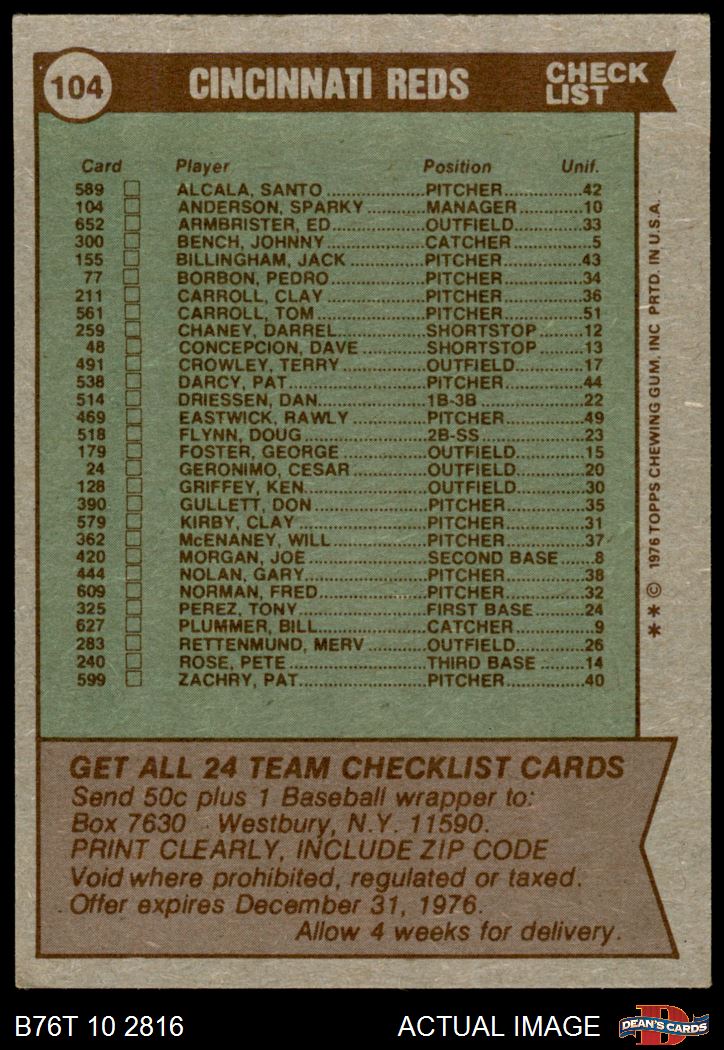 104 CINCINNATI REDS CHECK LIST
Card Player Position Unif.
589 ALCALA, SANTO PITCHER 42
104 ANDERSON, SPARKY MANAGER 10
652 ARMBRISTER, ED OUTFIELD 33
300 BENCH, JOHNNY CATCHER 5
155 BILLINGHAM, JACK PITCHER 43
77 BORBON, PEDRO PITCHER 34
211 CARROLL, CLAY PITCHER 36
561 CARROLL, TOM PITCHER 51
259 CHANEY, DARREL SHORTSTOP 12
48 CONCEPCION, DAVE SHORTSTOP 13
491 CROWLEY, TERRY OUTFIELD 17
538 DARCY, PAT PITCHER 44
514 DRIESSEN, DAN 1B-3B 22
469 EASTWICK, RAWLY PITCHER 49
518 FLYNN, DOUG 2B-SS 23
179 FOSTER, GEORGE OUTFIELD 15
24 GERONIMO, CESAR OUTFIELD 20
128 GRIFFEY, KEN OUTFIELD 30
390 GULLETT, DON PITCHER 35
579 KIRBY, CLAY PITCHER 31
362 McENANEY, WILL PITCHER 37
420 MORGAN, JOE SECOND BASE 8
444 NOLAN, GARY PITCHER 38
609 NORMAN, FRED PITCHER 32
325 PEREZ, TONY FIRST BASE 24
627 PLUMMER, BILL CATCHER 9
283 RETTENMUND, MERV OUTFIELD 26
240 ROSE, PETE THIRD BASE 14
599 ZACHRY, PAT PITCHER 40
** © 1976 TOPPS CHEWING GUM, INC. PRTD. IN U.S.A.
GET ALL 24 TEAM CHECKLIST CARDS
Send 50c plus 1 Baseball wrapper to:
Box 7630 Westbury, N.Y. 11590.
PRINT CLEARLY, INCLUDE ZIP CODE
Void where prohibited, regulated or taxed.
Offer expires December 31, 1976.
Allow 4 weeks for delivery.
B76T 10 2816 ACTUAL IMAGE D DEAN'S CARDS